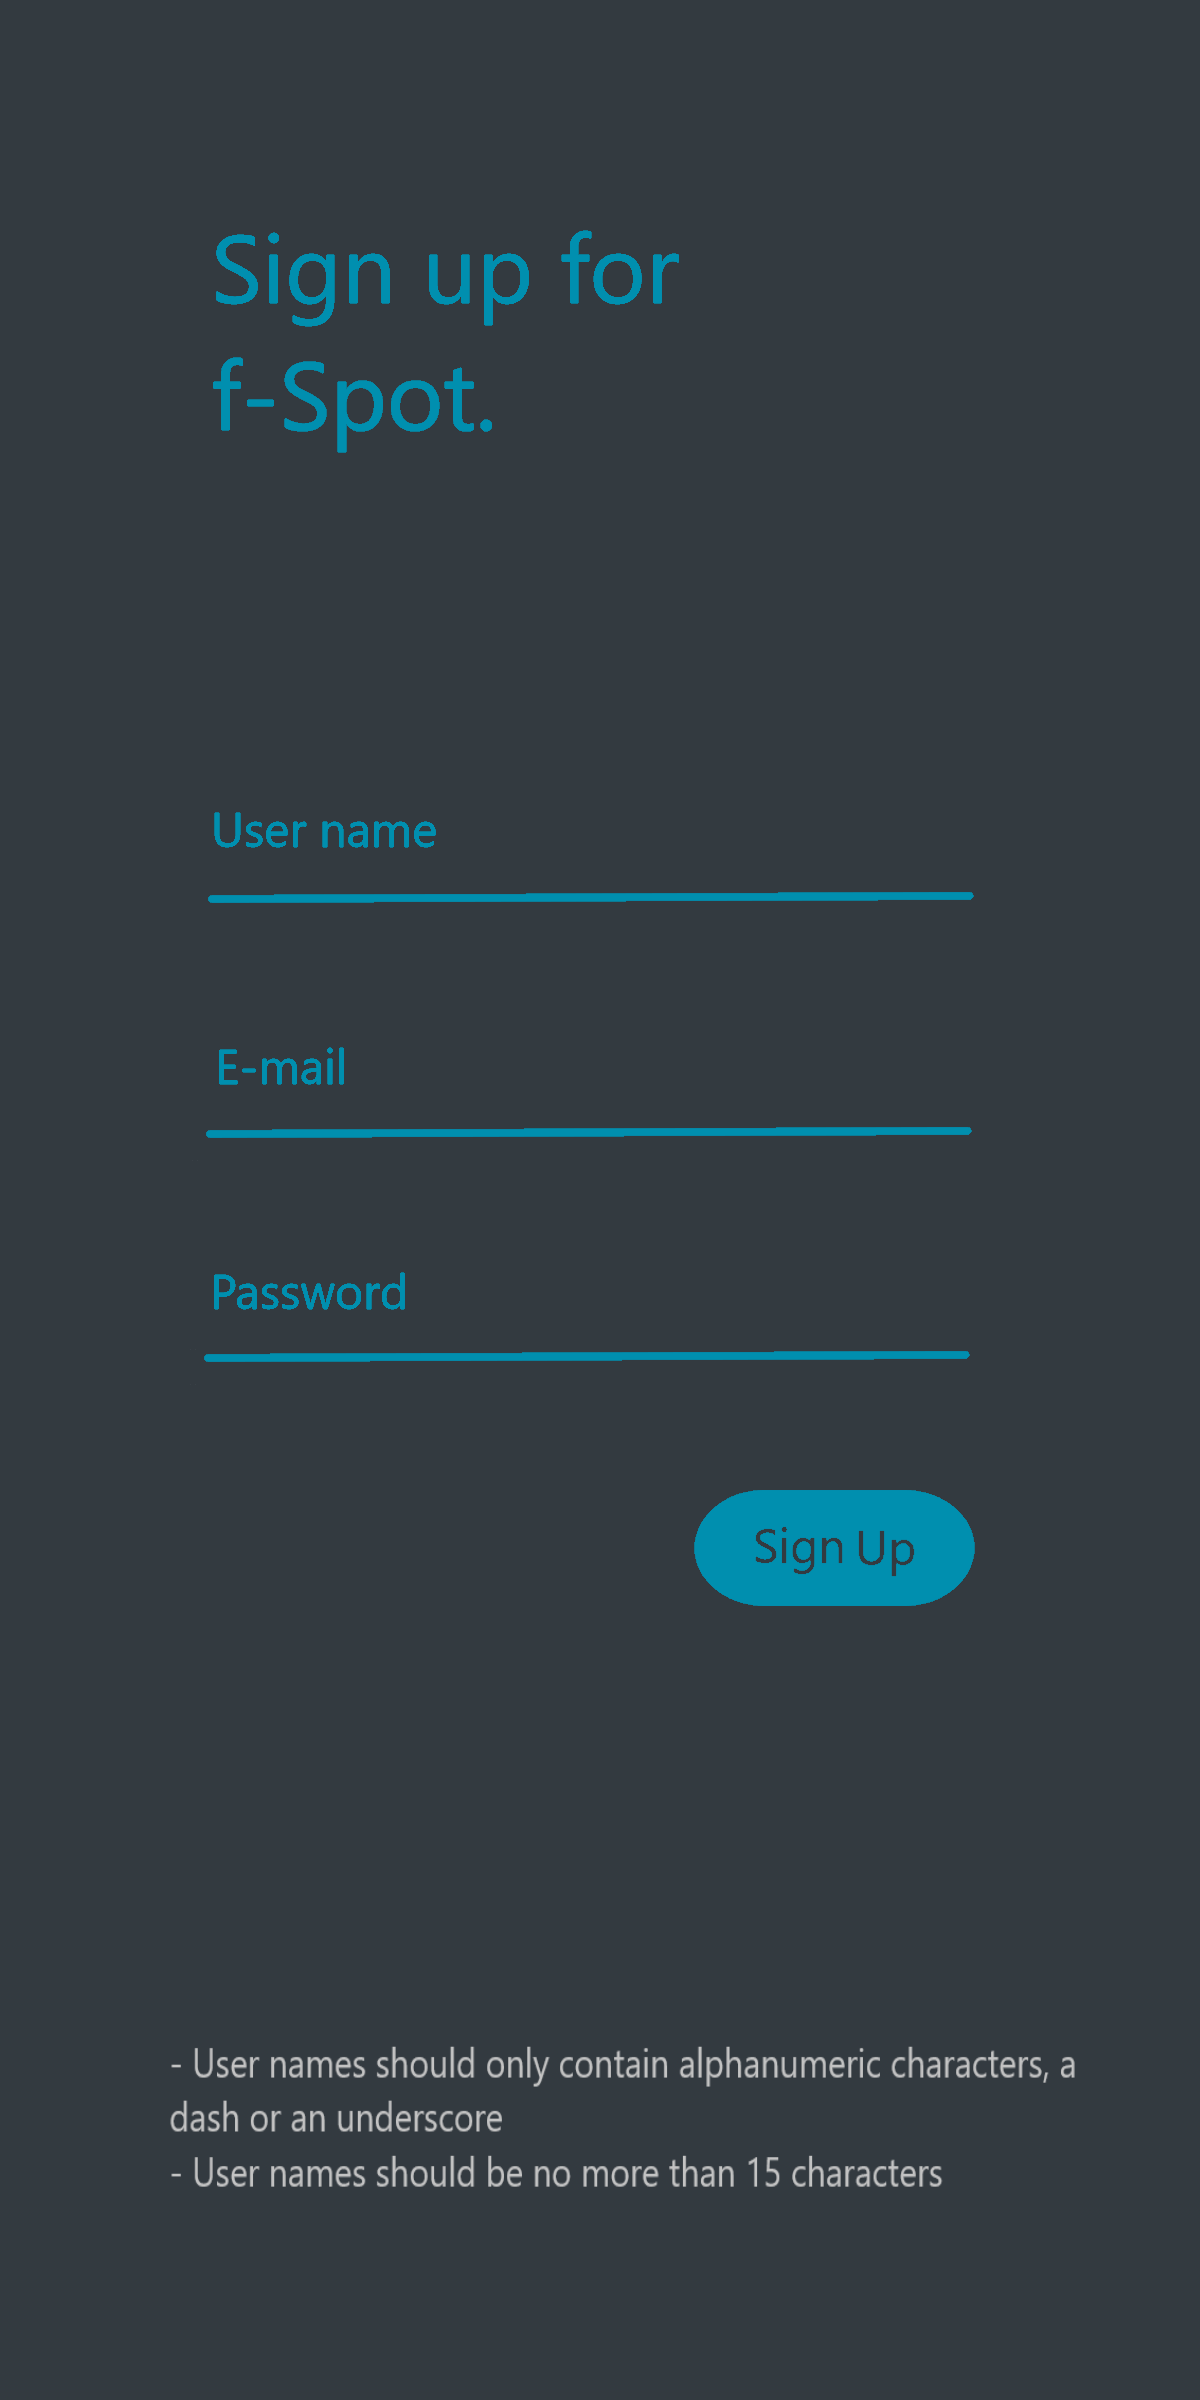 Sign up for
f-Spot.
User name
E-mail
Password
Sign Up
- User names should only contain alphanumeric characters, a
dash or an underscore
- User names should be no more than 15 characters